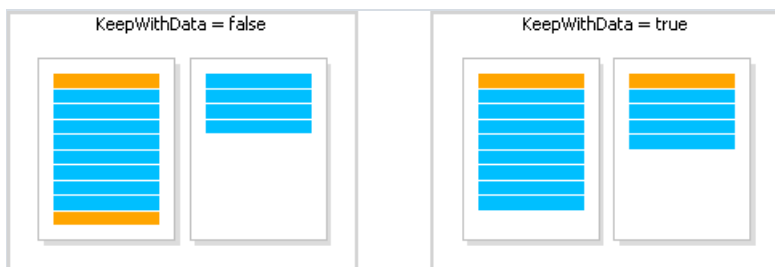 KeepWithData = false
KeepWithData = true